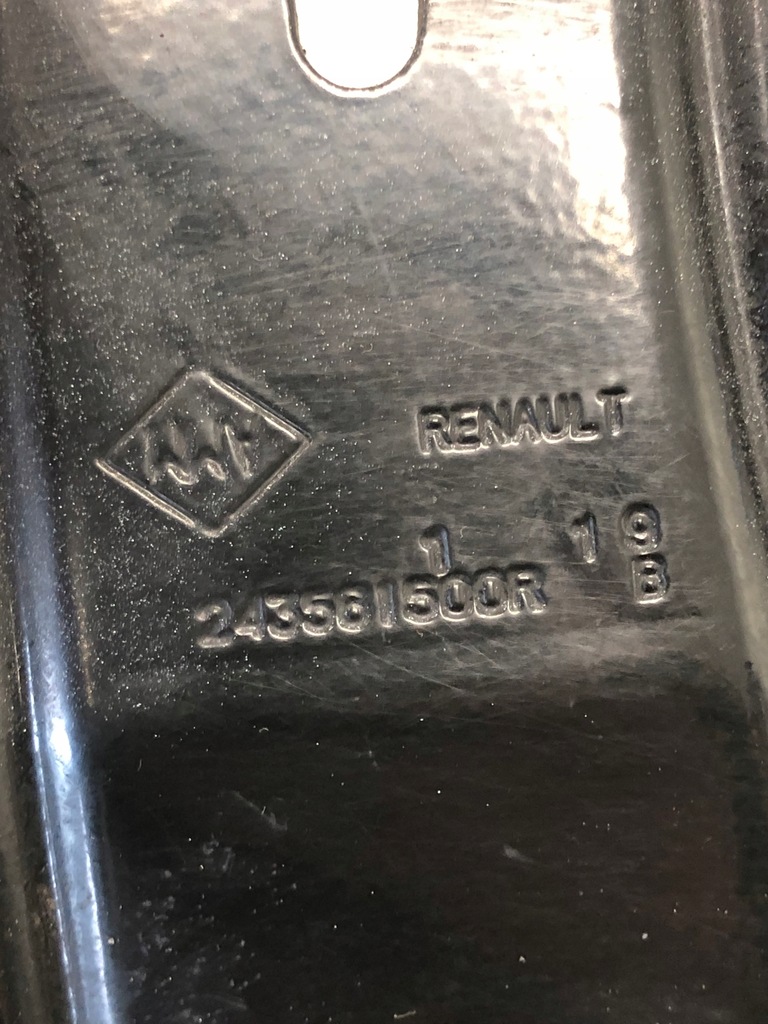 RENAULT
1 1 9
243581500R B